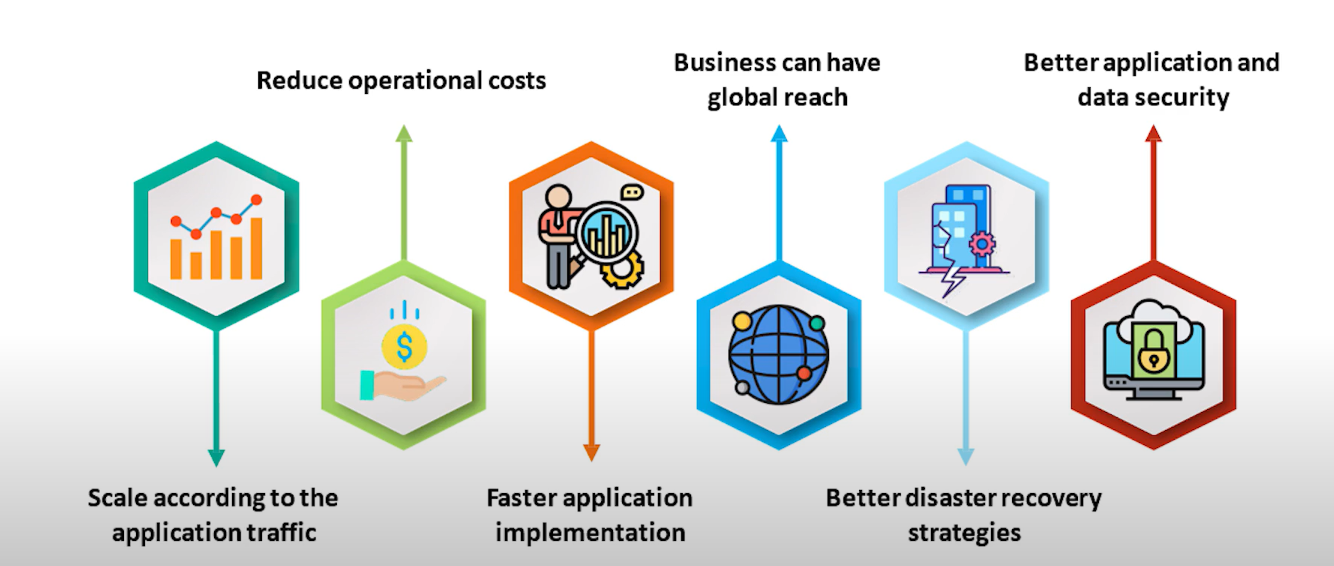 Reduce operational costs
Business can have
global reach
Better application and
data security
Scale according to the
application traffic
Faster application
implementation
Better disaster recovery
strategies